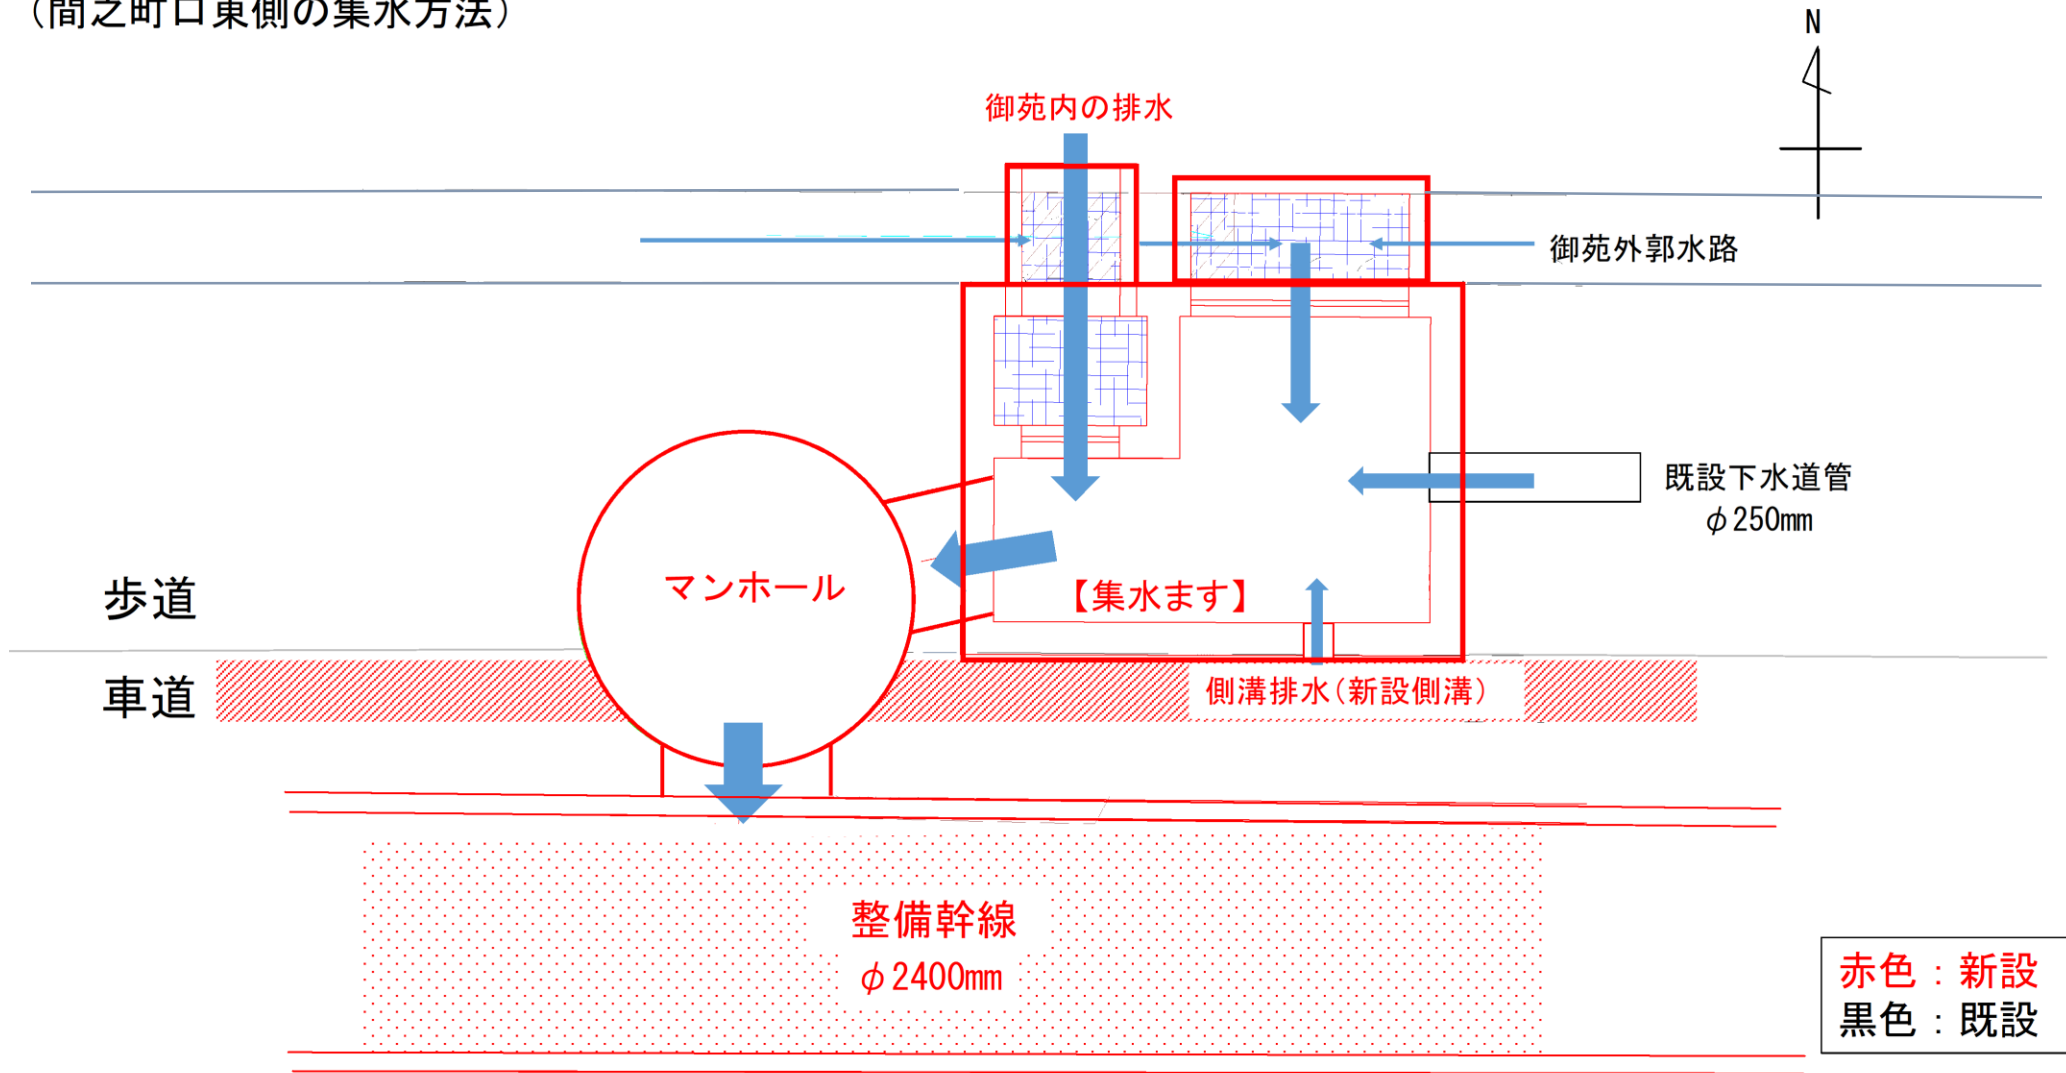 (間之町口東側の集水方法)
N
御苑内の排水
御苑外郭水路
既設下水道管
φ250mm
マンホール
【集水ます】
歩道
車道
側溝排水(新設側溝)
整備幹線
φ2400mm
赤色:新設
黒色:既設